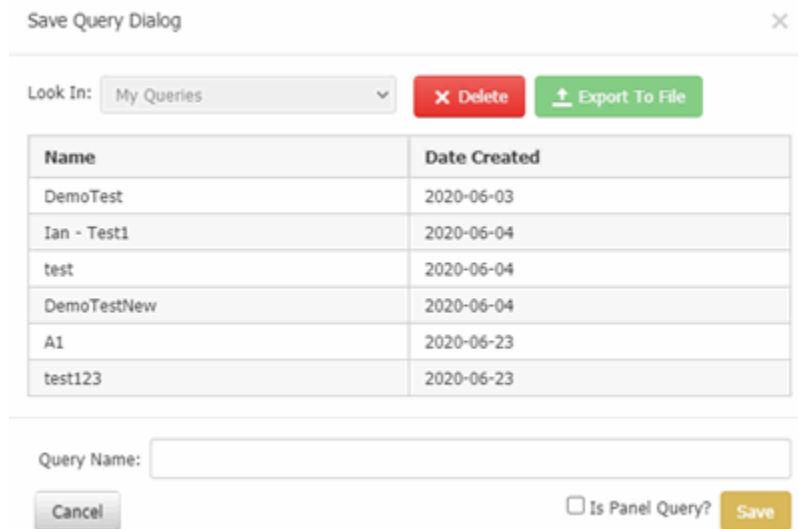 Save Query Dialog
Look In: My Queries Delete Export To File
Name Date Created
DemoTest 2020-06-03
Ian - Test1 2020-06-04
test 2020-06-04
DemoTestNew 2020-06-04
A1 2020-06-23
test123 2020-06-23
Query Name:
Cancel Is Panel Query? Save